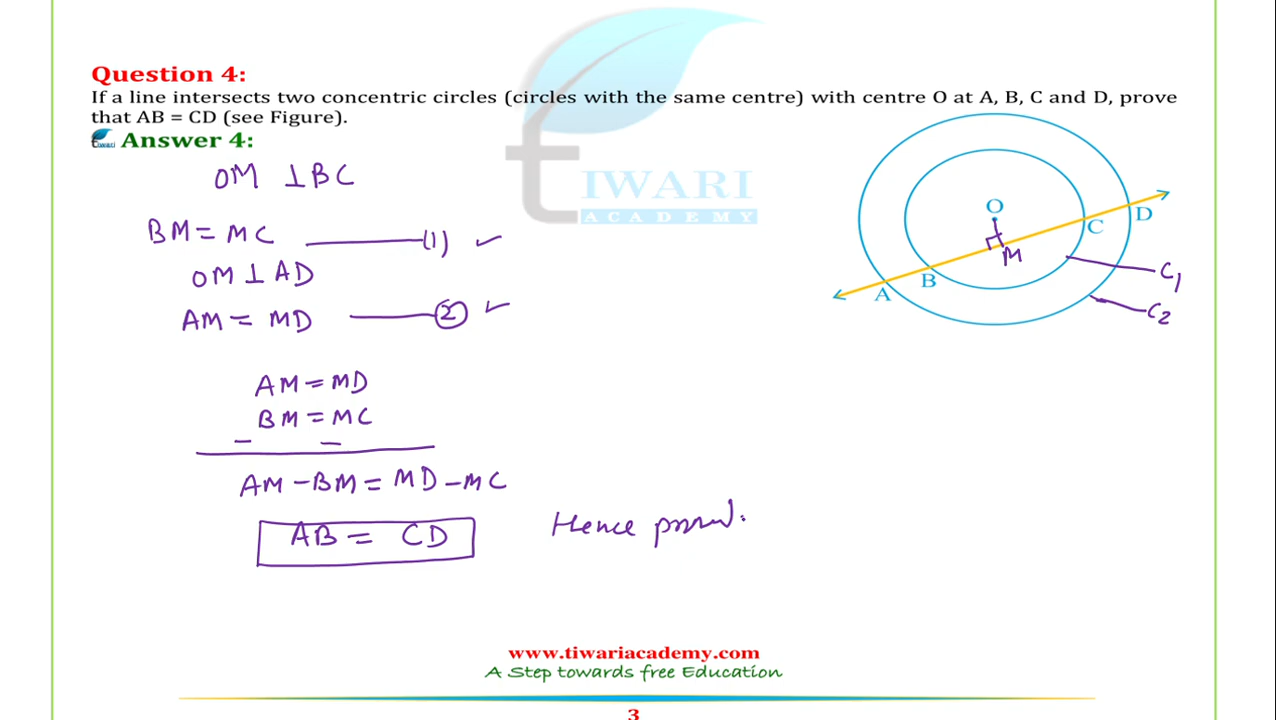 Question 4:
If a line intersects two concentric circles (circles with the same centre) with centre O at A, B, C and D, prove
that AB = CD (see Figure).
Answer 4:
OM ⊥ BC
BM = MC ——— (1) ✓
OM ⊥ AD
AM = MD ——— (2) ✓
AM = MD
BM = MC
– –
AM – BM = MD – MC
AB = CD
Hence
O
M
A
B
C
D
C1
C2
TIWARI
ACADEMY
www.tiwariacademy.com
A Step towards free Education
3